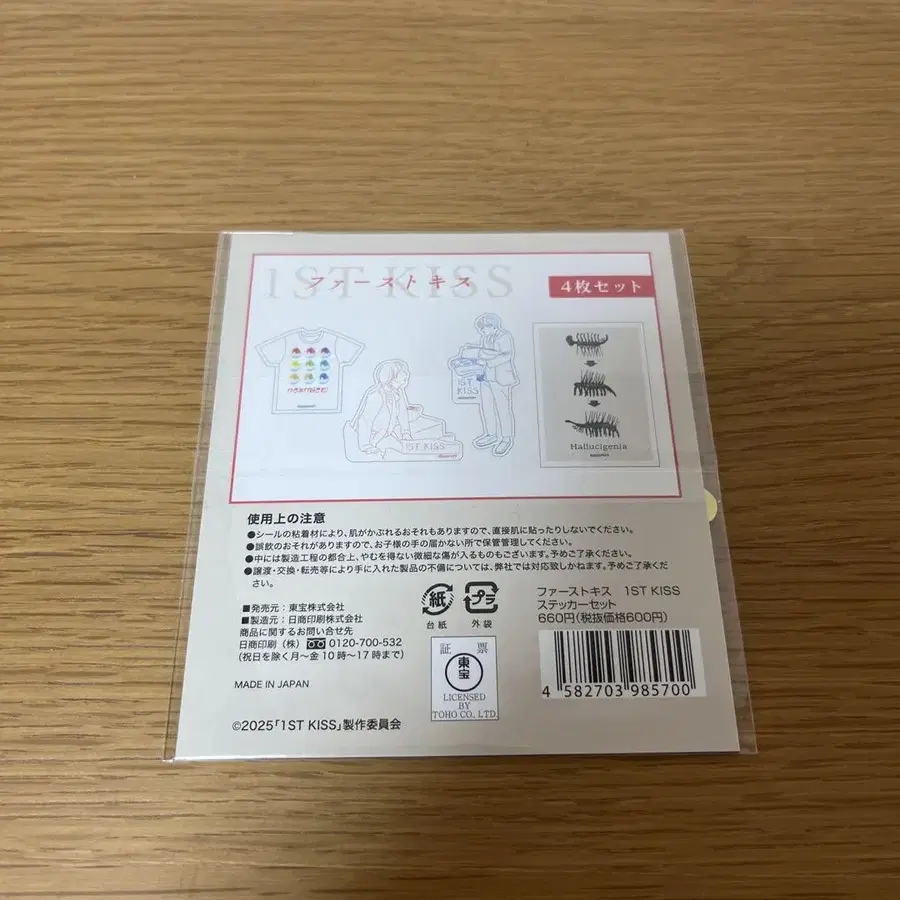 1ST KISS
ファーストキス
4枚セット
1ST
KISS
1ST KISS
Hallucigenia
使用上の注意
●シールの粘着材により、肌がかぶれるおそれもありますので、直接肌に貼ったりしないでください。
●誤飲のおそれがありますので、お子様の手の届かない所で保管管理してください。
●中には製造工程の都合上、やむを得ない微細な傷が入るものもございます。予めご了承ください。
●譲渡・交換・転売等により手に入れた製品の不備については、弊社では対応致しかねます。予めご了承ください。
■発売元：東宝株式会社
■製造元：日商印刷株式会社
商品に関するお問い合せ先
日商印刷（株） 0120-700-532
（祝日を除く月～金10時～17時まで）
MADE IN JAPAN
©2025「1ST KISS」製作委員会
紙
台紙
プラ
外袋
証票
東宝
LICENSED
BY
TOHO CO., LTD.
ファーストキス 1ST KISS
ステッカーセット
660円（税抜価格600円）
4 582703 985700